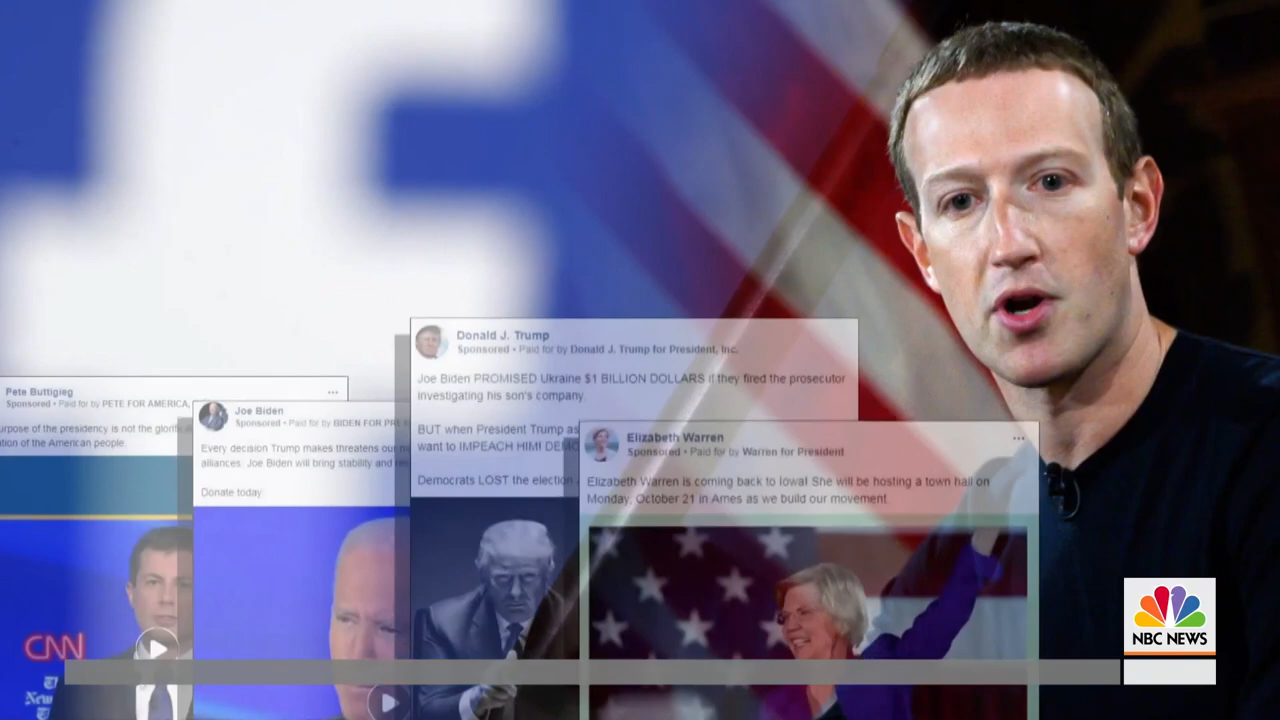 Donald J. Trump
Sponsored • Paid for by Donald J. Trump for President, Inc.
Joe Biden PROMISED Ukraine $1 BILLION DOLLARS if they fired the prosecutor
investigating his son's company.
BUT when President Trump
want to IMPEACH HIM!
Democrats LOST the election
Pete Buttigieg
Sponsored • Paid for by PETE FOR AMERICA,
of the presidency is not the
of the American people.
Joe Biden
Sponsored • Paid for by BIDEN FOR
Every decision Trump makes threatens our
alliances. Joe Biden will bring stability and
Donate today
Elizabeth Warren
Sponsored • Paid for by Warren for President
Elizabeth Warren is coming back to Iowa! She will be hosting a town hall on
Monday, October 21 in Ames as we build our movement
CNN
NBC NEWS